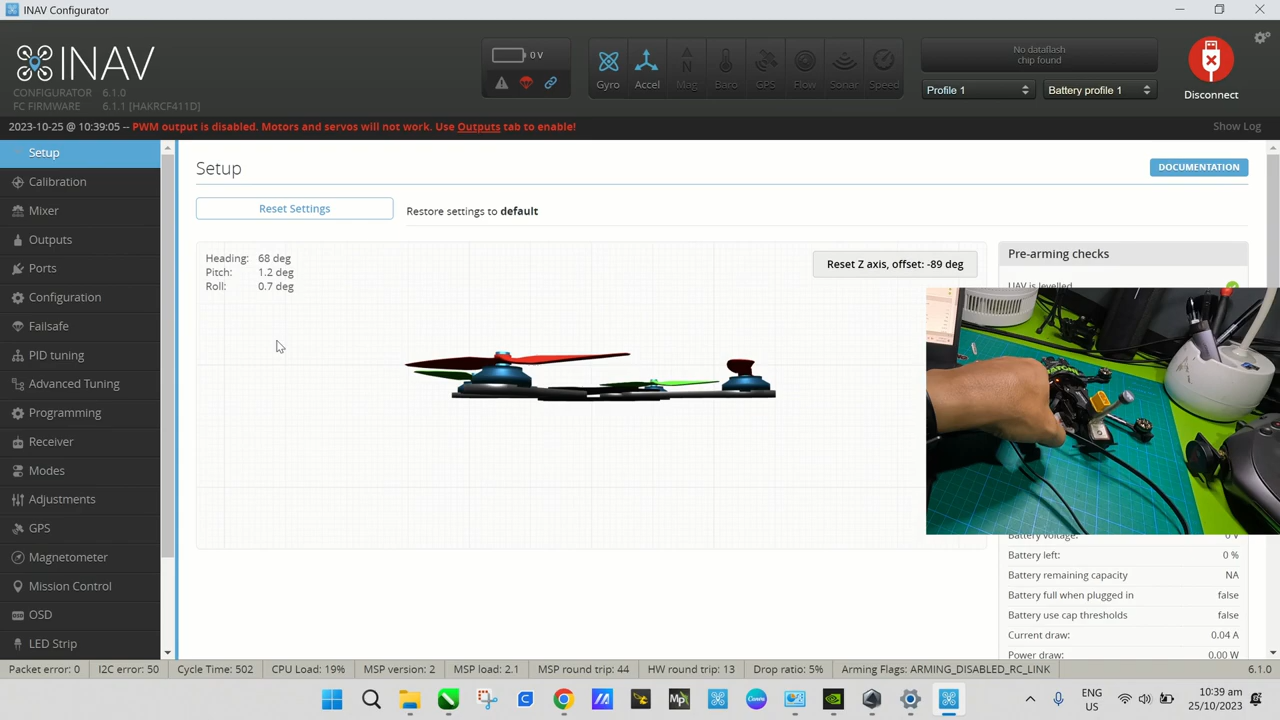 INAV Configurator
INAV
CONFIGURATOR 6.1.0
FC FIRMWARE 6.1.1 [HAKRCF411D]
0 V
Gyro
Accel
Mag
Baro
GPS
Flow
Sonar
Speed
No dataflash
chip found
Profile 1
Battery profile 1
Disconnect
2023-10-25 @ 10:39:05 -- PWM output is disabled. Motors and servos will not work. Use Outputs tab to enable!
Show Log
Setup
Calibration
Mixer
Outputs
Ports
Configuration
Failsafe
PID tuning
Advanced Tuning
Programming
Receiver
Modes
Adjustments
GPS
Magnetometer
Mission Control
OSD
LED Strip
Setup
DOCUMENTATION
Reset Settings
Restore settings to default
Heading: 68 deg
Pitch: 1.2 deg
Roll: 0.7 deg
Reset Z axis, offset: -89 deg
Pre-arming checks
UAV is levelled
Battery voltage: 0 V
Battery left: 0 %
Battery remaining capacity NA
Battery full when plugged in false
Battery use cap thresholds false
Current draw: 0.04 A
Power draw: 0.00 W
Packet error: 0
I2C error: 50
Cycle Time: 502
CPU Load: 19%
MSP version: 2
MSP load: 2.1
MSP round trip: 44
HW round trip: 13
Drop ratio: 5%
Arming Flags: ARMING_DISABLED_RC_LINK
6.1.0
Mp
Canva
ENG
US
10:39 am
25/10/2023